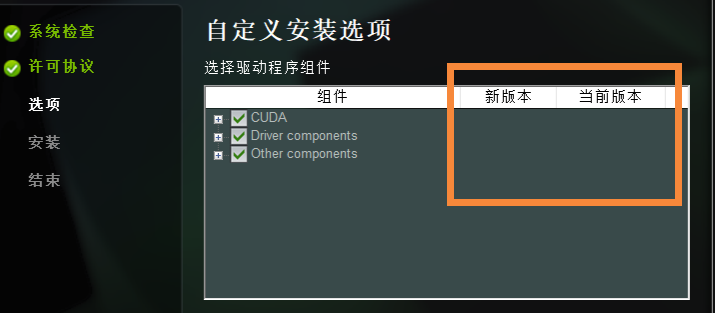 系统检查
许可协议
选项
安装
结束
自定义安装选项
选择驱动程序组件
组件 新版本 当前版本
CUDA
Driver components
Other components